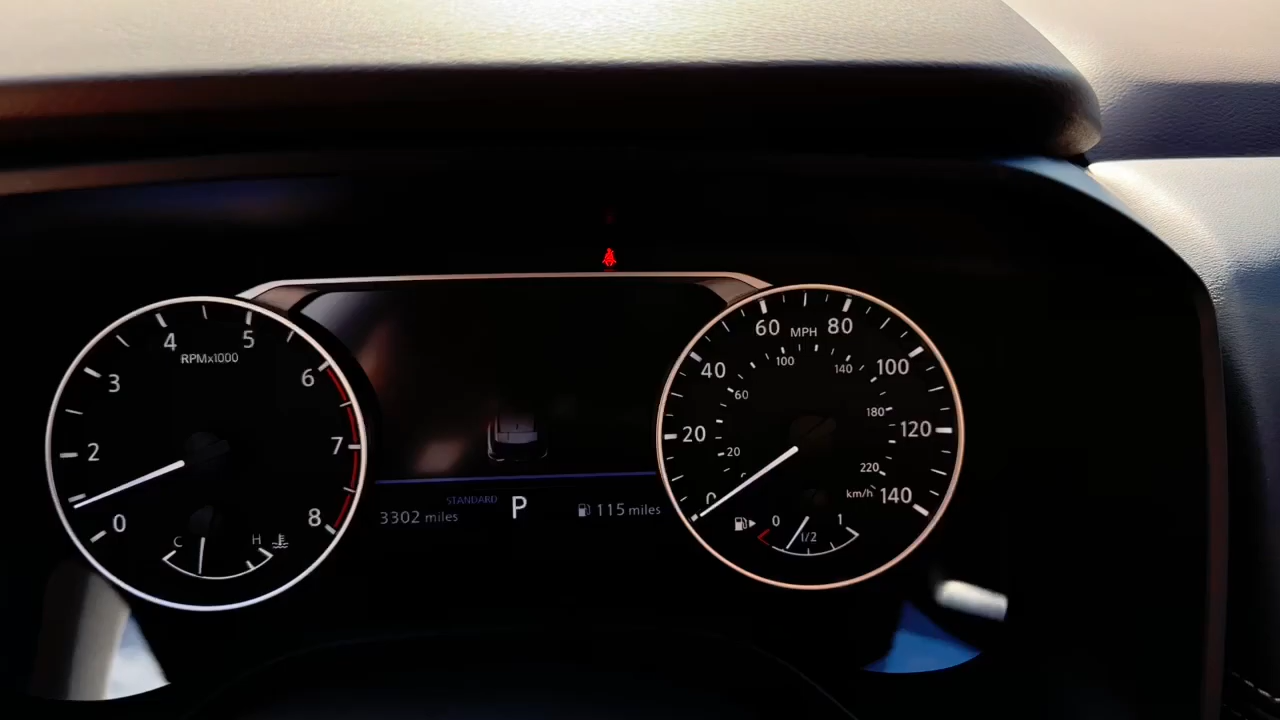 4 5
RPMx1000
3 6
2 7
0 8
C H
STANDARD
3302 miles
P
115 miles
60 MPH 80
40 100
20 120
0 140
100 140
60 180
20 220
km/h
0 1/2 1